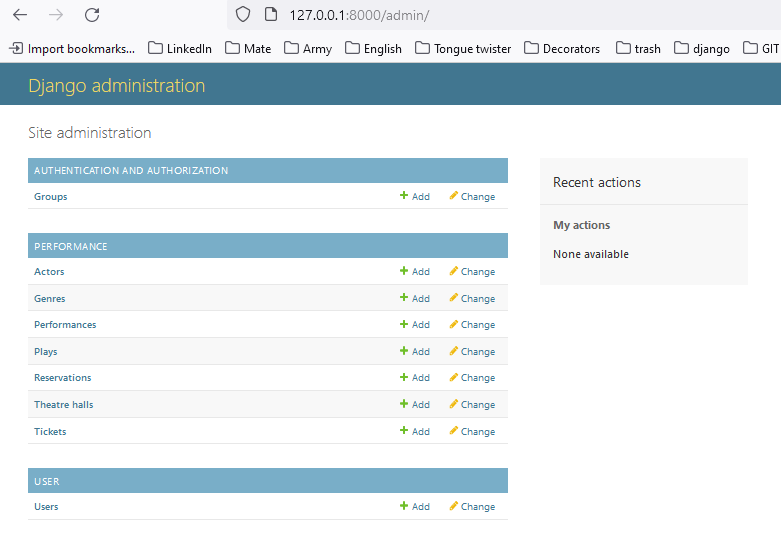 127.0.0.1:8000/admin/
Import bookmarks... LinkedIn Mate Army English Tongue twister Decorators trash django GIT
Django administration
Site administration
AUTHENTICATION AND AUTHORIZATION
Groups Add Change
PERFORMANCE
Actors Add Change
Genres Add Change
Performances Add Change
Plays Add Change
Reservations Add Change
Theatre halls Add Change
Tickets Add Change
USER
Users Add Change
Recent actions
My actions
None available